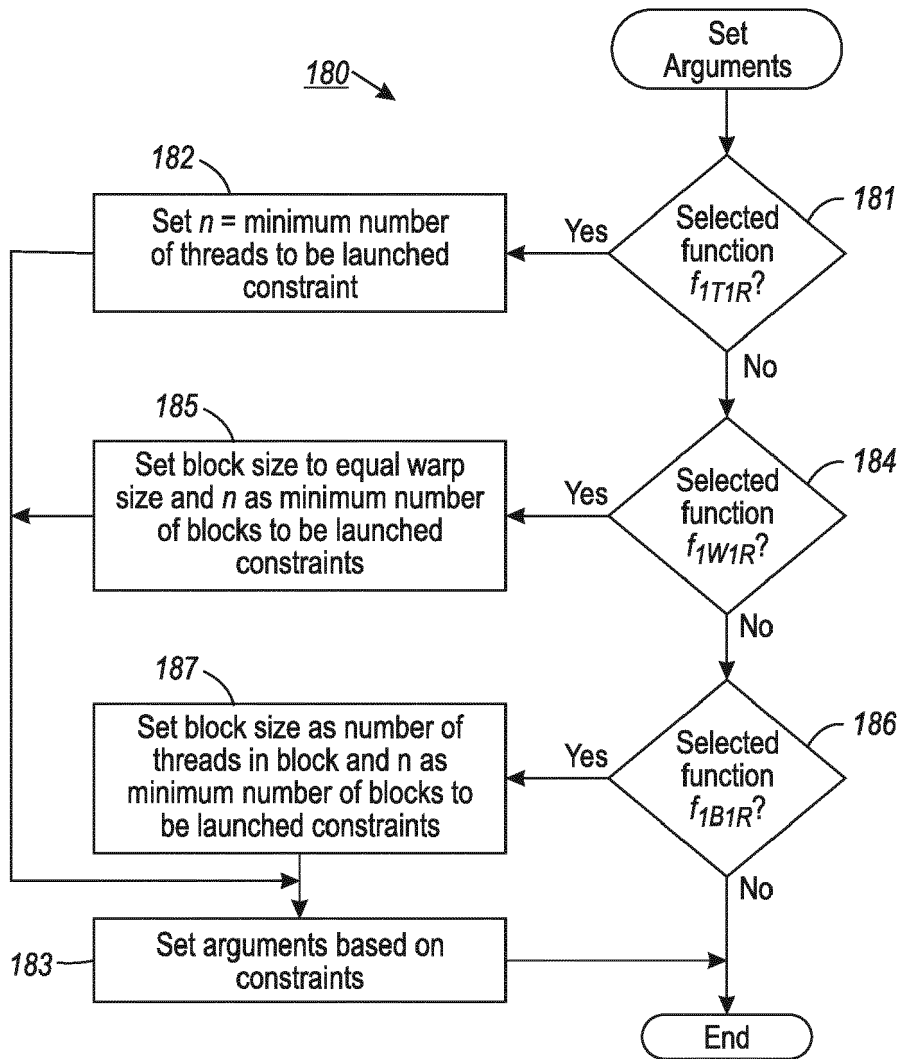 Set
Arguments
180
182
Set n = minimum number
of threads to be launched
constraint
Yes
Selected
function
f1T1R?
181
No
185
Set block size to equal warp
size and n as minimum number
of blocks to be launched
constraints
Yes
Selected
function
f1W1R?
184
No
187
Set block size as number of
threads in block and n as
minimum number of blocks to
be launched constraints
Yes
Selected
function
f1B1R?
186
No
183
Set arguments based on
constraints
End